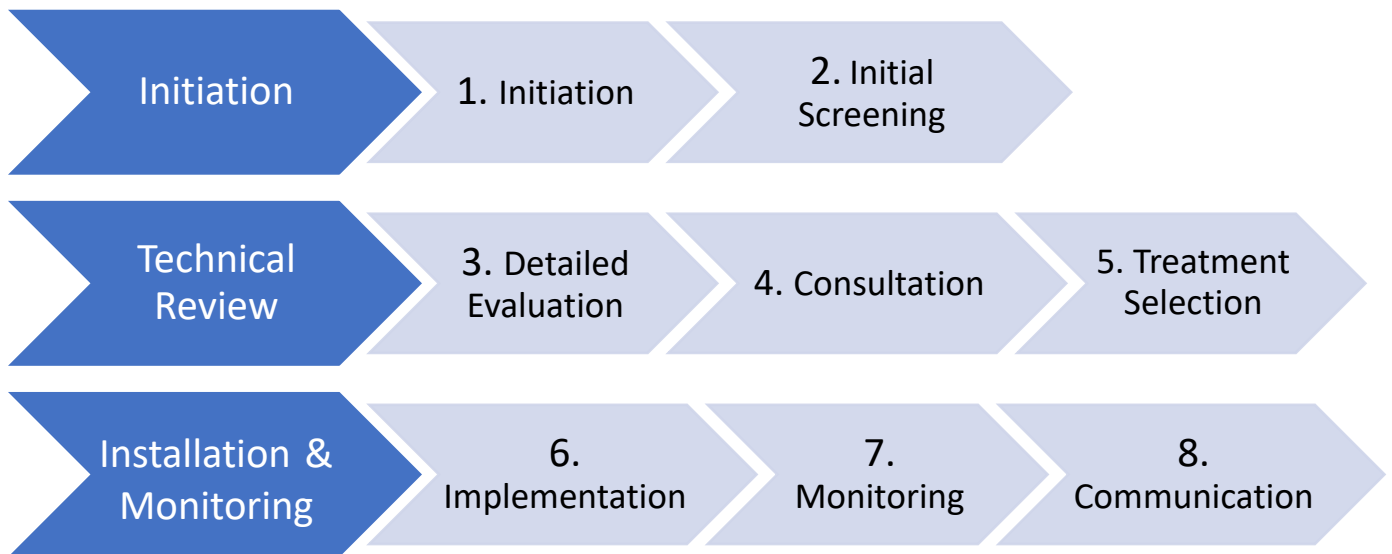 Initiation
1. Initiation
2. Initial
Screening
Technical
Review
3. Detailed
Evaluation
4. Consultation
5. Treatment
Selection
Installation &
Monitoring
6.
Implementation
7.
Monitoring
8.
Communication